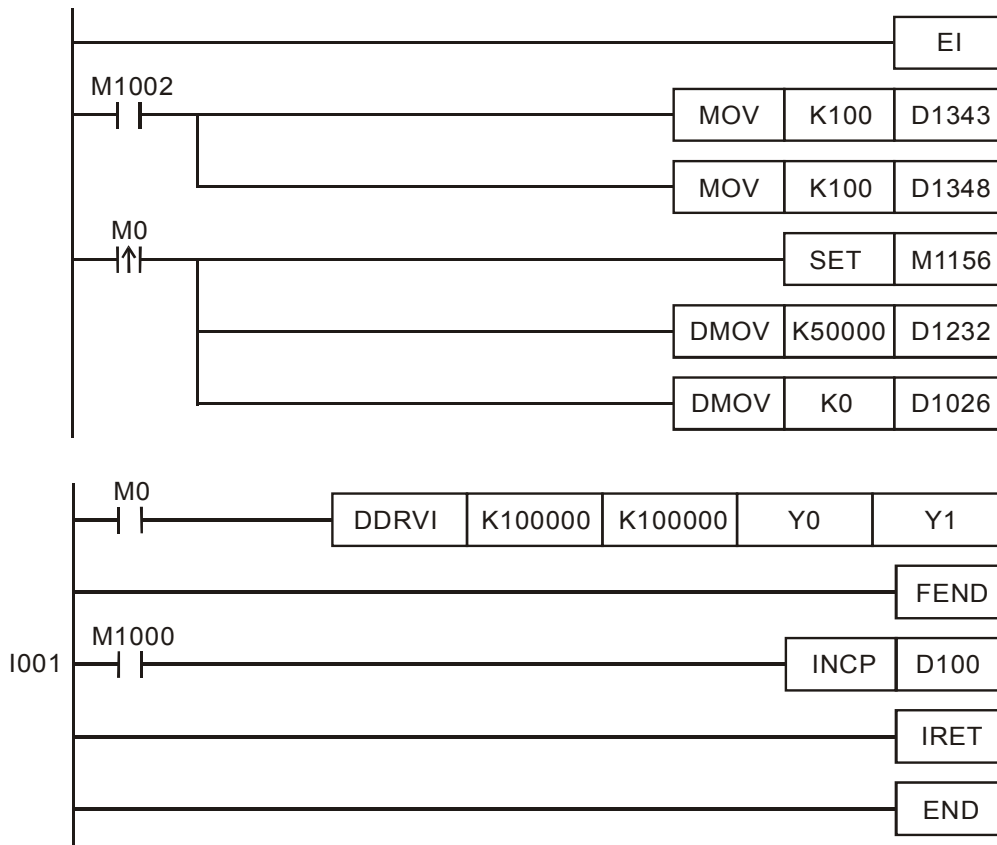 EI
M1002
MOV K100 D1343
MOV K100 D1348
M0
SET M1156
DMOV K50000 D1232
DMOV K0 D1026
M0
DDRVI K100000 K100000 Y0 Y1
FEND
M1000
I001 INCP D100
IRET
END